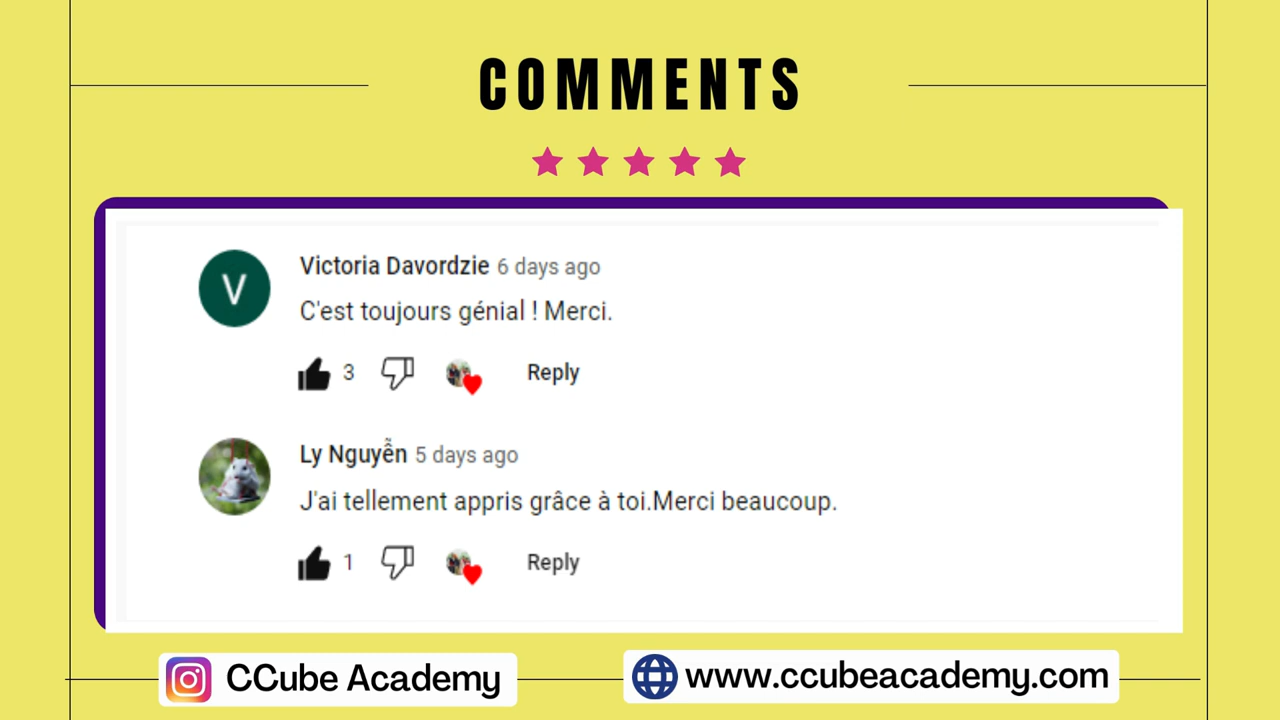 COMMENTS
V
Victoria Davordzie 6 days ago
C'est toujours génial ! Merci.
3 Reply
Ly Nguyễn 5 days ago
J'ai tellement appris grâce à toi.Merci beaucoup.
1 Reply
CCube Academy
www.ccubeacademy.com